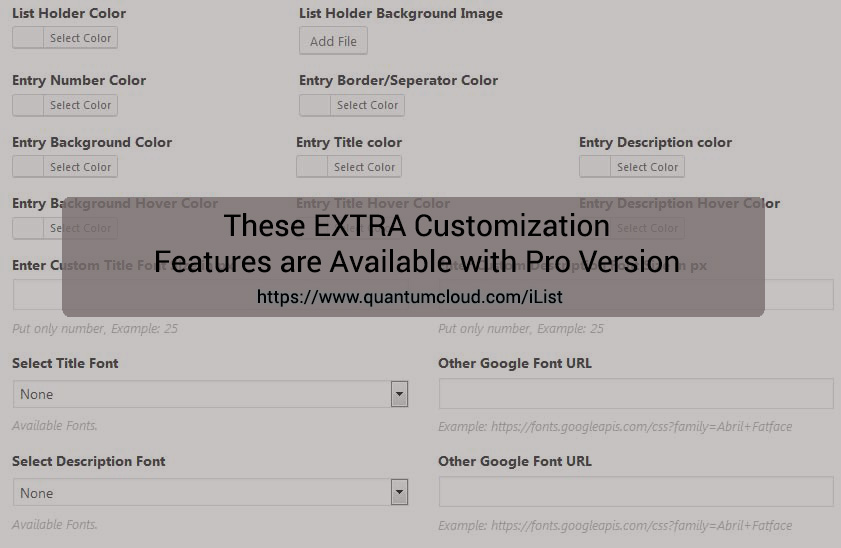 List Holder Color List Holder Background Image
Select Color Add File
Entry Number Color Entry Border/Seperator Color
Select Color Select Color
Entry Background Color Entry Title color Entry Description color
Select Color Select Color Select Color
Entry Background Hover Color Entry Title Hover Color Entry Description Hover Color
Select Color Select Color Select Color
These EXTRA Customization
Features are Available with Pro Version
https://www.quantumcloud.com/iList
Enter Custom Title Font in px
Put only number, Example: 25 Put only number, Example: 25
Select Title Font Other Google Font URL
None
Available Fonts. Example: https://fonts.googleapis.com/css?family=Abril+Fatface
Select Description Font Other Google Font URL
None
Available Fonts. Example: https://fonts.googleapis.com/css?family=Abril+Fatface